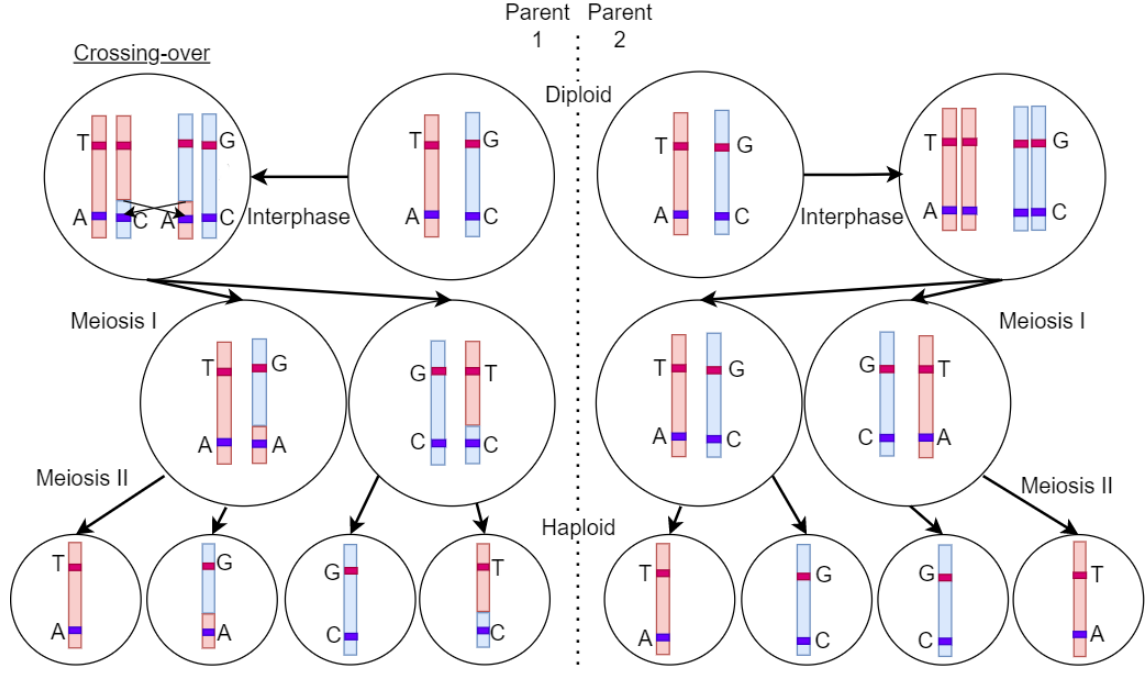 Parent Parent
1 2
Crossing-over
Diploid
T G T G T G T G
A C A C A C A C A C
Interphase Interphase
Meiosis I Meiosis I
T G G T T G G T
A A C C A C C A
Meiosis II Meiosis II
Haploid
T G G T T G G T
A A C C A C C A